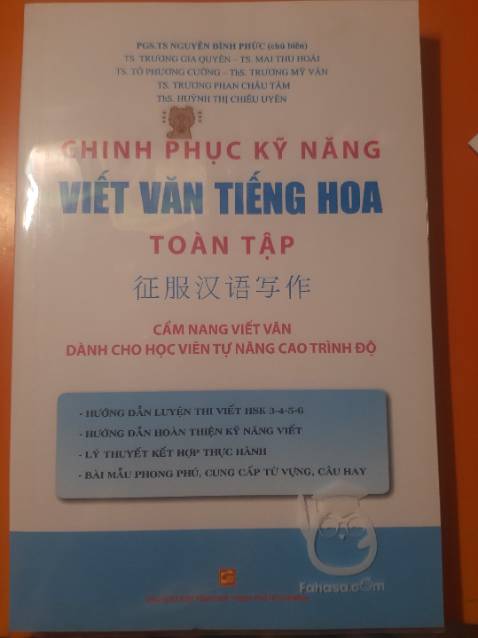 PGS.TS NGUYỄN ĐÌNH PHỨC (chủ biên)
TS. TRƯƠNG GIA QUYỀN - TS. MAI THU HOÀI
TS. TÔ PHƯƠNG CƯỜNG - ThS. TRƯƠNG MỸ VÂN
TS. TRƯƠNG PHAN CHÂU TÂM
ThS. HUỲNH THỊ CHIÊU UYÊN
CHINH PHỤC KỸ NĂNG
VIẾT VĂN TIẾNG HOA
TOÀN TẬP
征服汉语写作
CẨM NANG VIẾT VĂN
DÀNH CHO HỌC VIÊN TỰ NÂNG CAO TRÌNH ĐỘ
- HƯỚNG DẪN LUYỆN THI VIẾT HSK 3-4-5-6
- HƯỚNG DẪN HOÀN THIỆN KỸ NĂNG VIẾT
- LÝ THUYẾT KẾT HỢP THỰC HÀNH
- BÀI MẪU PHONG PHÚ, CUNG CẤP TỪ VỰNG, CÂU HAY
Fahasa.com